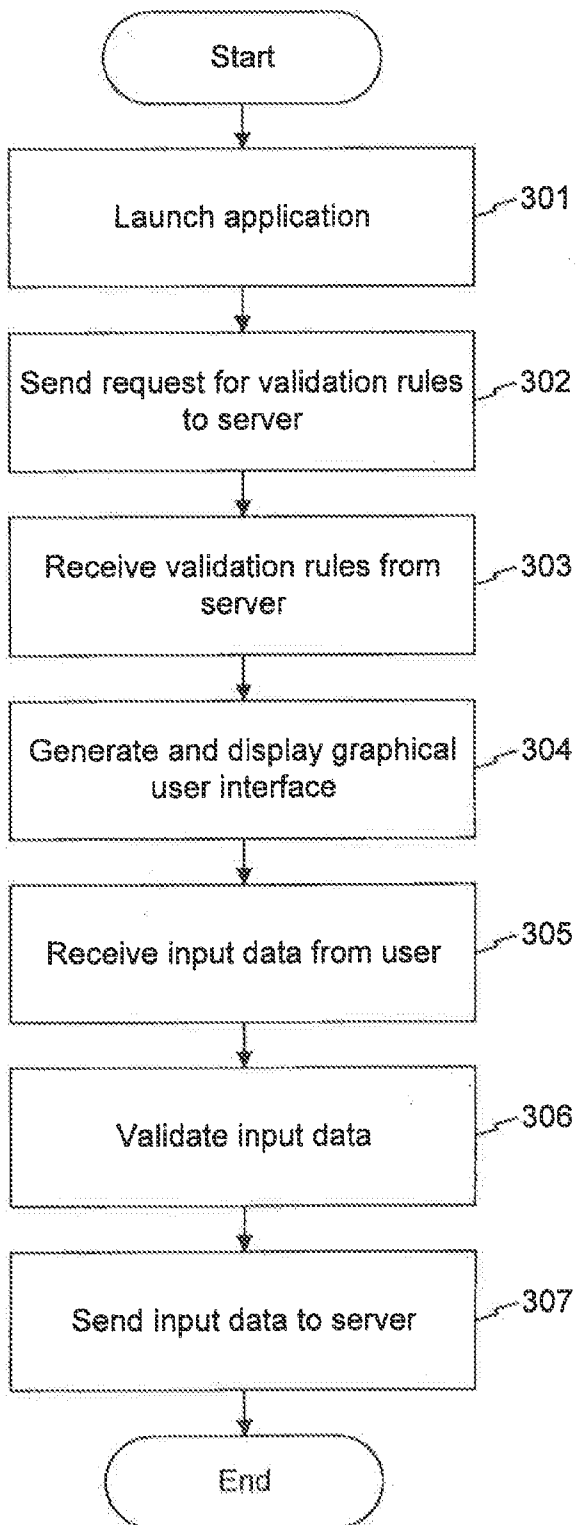 Start
Launch application
301
Send request for validation rules
to server
302
Receive validation rules from
server
303
Generate and display graphical
user interface
304
Receive input data from user
305
Validate input data
306
Send input data to server
307
End